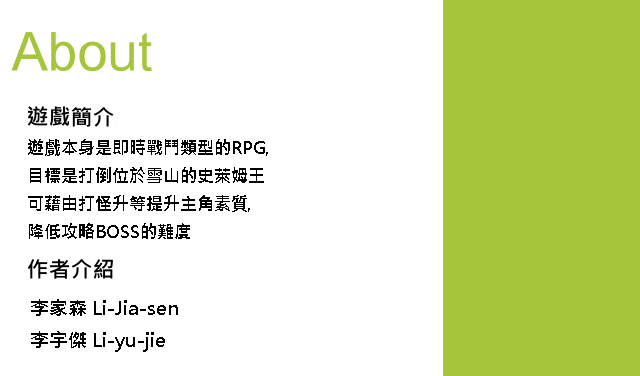 About
遊戲簡介
遊戲本身是即時戰鬥類型的RPG,
目標是打倒位於雪山的史萊姆王
可藉由打怪升等提升主角素質,
降低攻略BOSS的難度
作者介紹
李家森 Li-Jia-sen
李宇傑 Li-yu-jie